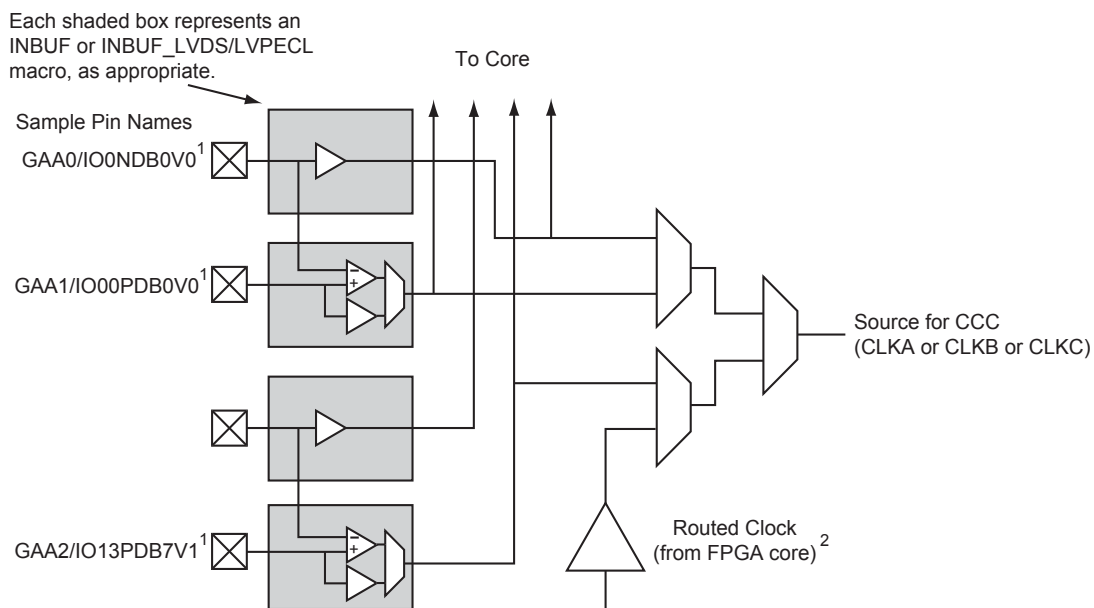 Each shaded box represents an
INBUF or INBUF_LVDS/LVPECL
macro, as appropriate.
To Core
Sample Pin Names
GAA0/IO0NDB0V0¹
GAA1/IO00PDB0V0¹
− 
+
Source for CCC
(CLKA or CLKB or CLKC)
GAA2/IO13PDB7V1¹
−
+
Routed Clock
(from FPGA core)²